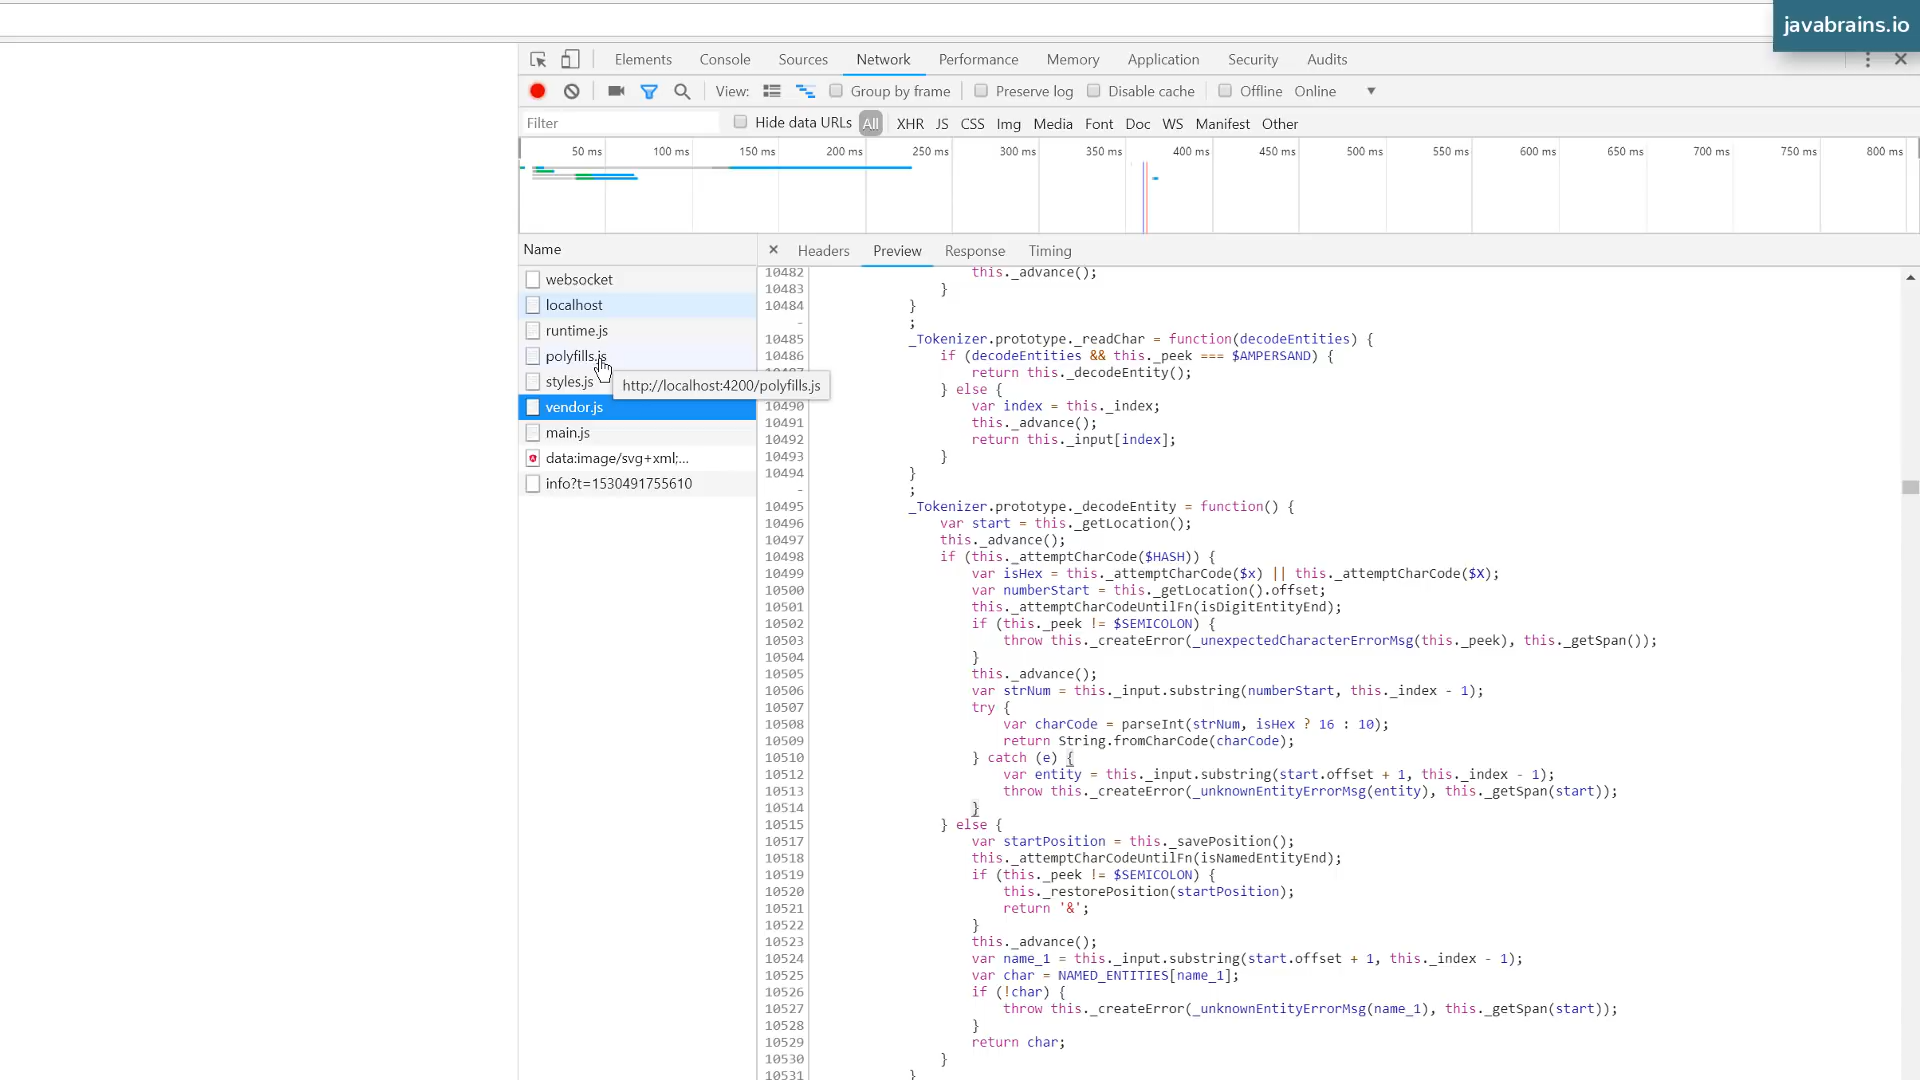 javabrains.io
Elements Console Sources Network Performance Memory Application Security Audits
View: Group by frame Preserve log Disable cache Offline Online
Filter Hide data URLs All XHR JS CSS Img Media Font Doc WS Manifest Other
50 ms 100 ms 150 ms 200 ms 250 ms 300 ms 350 ms 400 ms 450 ms 500 ms 550 ms 600 ms 650 ms 700 ms 750 ms 800 ms
Name
websocket
localhost
runtime.js
polyfills.js
styles.js
http://localhost:4200/polyfills.js
vendor.js
main.js
data:image/svg+xml;...
info?t=1530491755610
Headers Preview Response Timing
10482 this._advance();
10483 }
10484 }
- ;
10485 _Tokenizer.prototype._readChar = function(decodeEntities) {
10486 if (decodeEntities && this._peek === $AMPERSAND) {
return this._decodeEntity();
} else {
10490 var index = this._index;
10491 this._advance();
10492 return this._input[index];
10493 }
10494 }
- ;
10495 _Tokenizer.prototype._decodeEntity = function() {
10496 var start = this._getLocation();
10497 this._advance();
10498 if (this._attemptCharCode($HASH)) {
10499 var isHex = this._attemptCharCode($x) || this._attemptCharCode($X);
10500 var numberStart = this._getLocation().offset;
10501 this._attemptCharCodeUntilFn(isDigitEntityEnd);
10502 if (this._peek != $SEMICOLON) {
10503 throw this._createError(_unexpectedCharacterErrorMsg(this._peek), this._getSpan());
10504 }
10505 this._advance();
10506 var strNum = this._input.substring(numberStart, this._index - 1);
10507 try {
10508 var charCode = parseInt(strNum, isHex ? 16 : 10);
10509 return String.fromCharCode(charCode);
10510 } catch (e) {
10512 var entity = this._input.substring(start.offset + 1, this._index - 1);
10513 throw this._createError(_unknownEntityErrorMsg(entity), this._getSpan(start));
10514 }
10515 } else {
10517 var startPosition = this._savePosition();
10518 this._attemptCharCodeUntilFn(isNamedEntityEnd);
10519 if (this._peek != $SEMICOLON) {
10520 this._restorePosition(startPosition);
10521 return '&';
10522 }
10523 this._advance();
10524 var name_1 = this._input.substring(start.offset + 1, this._index - 1);
10525 var char = NAMED_ENTITIES[name_1];
10526 if (!char) {
10527 throw this._createError(_unknownEntityErrorMsg(name_1), this._getSpan(start));
10528 }
10529 return char;
10530 }
10531 }